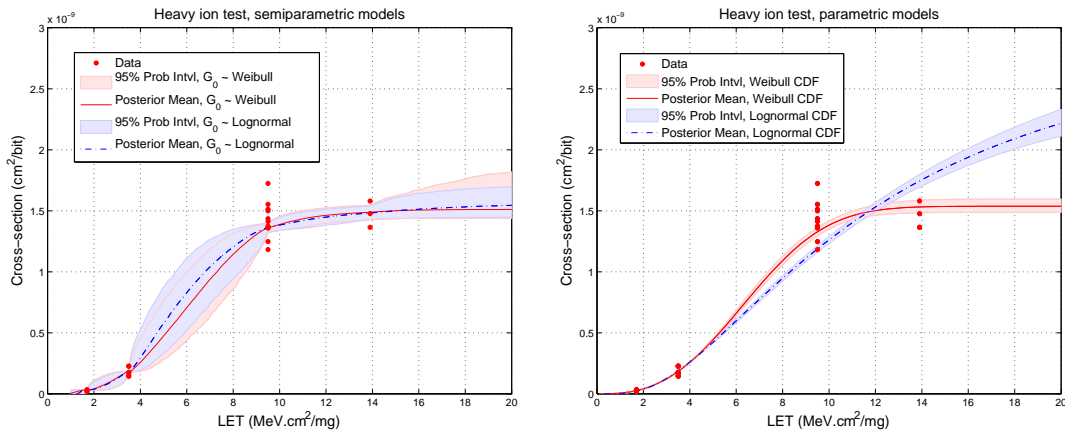 Heavy ion test, semiparametric models
x 10⁻⁹
3
2.5
2
1.5
1
0.5
0
Cross−section (cm²/bit)
Data
95% Prob Intvl, G₀ ~ Weibull
Posterior Mean, G₀ ~ Weibull
95% Prob Intvl, G₀ ~ Lognormal
Posterior Mean, G₀ ~ Lognormal
0 2 4 6 8 10 12 14 16 18 20
LET (MeV.cm²/mg)
Heavy ion test, parametric models
x 10⁻⁹
3
2.5
2
1.5
1
0.5
0
Cross−section (cm²/bit)
Data
95% Prob Intvl, Weibull CDF
Posterior Mean, Weibull CDF
95% Prob Intvl, Lognormal CDF
Posterior Mean, Lognormal CDF
0 2 4 6 8 10 12 14 16 18 20
LET (MeV.cm²/mg)